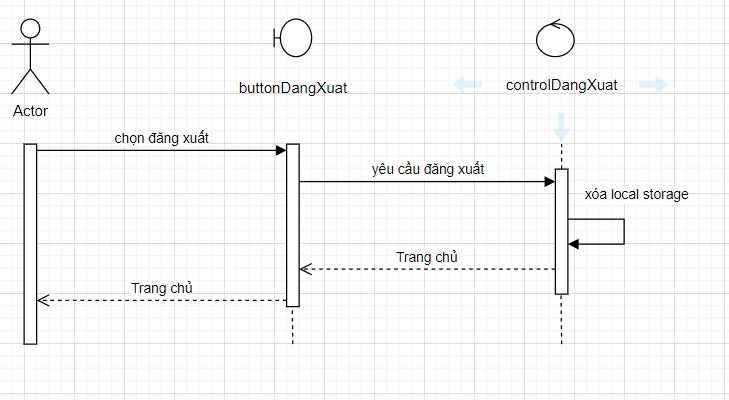 buttonDangXuat
controlDangXuat
Actor
chọn đăng xuất
yêu cầu đăng xuất
xóa local storage
Trang chủ
Trang chủ